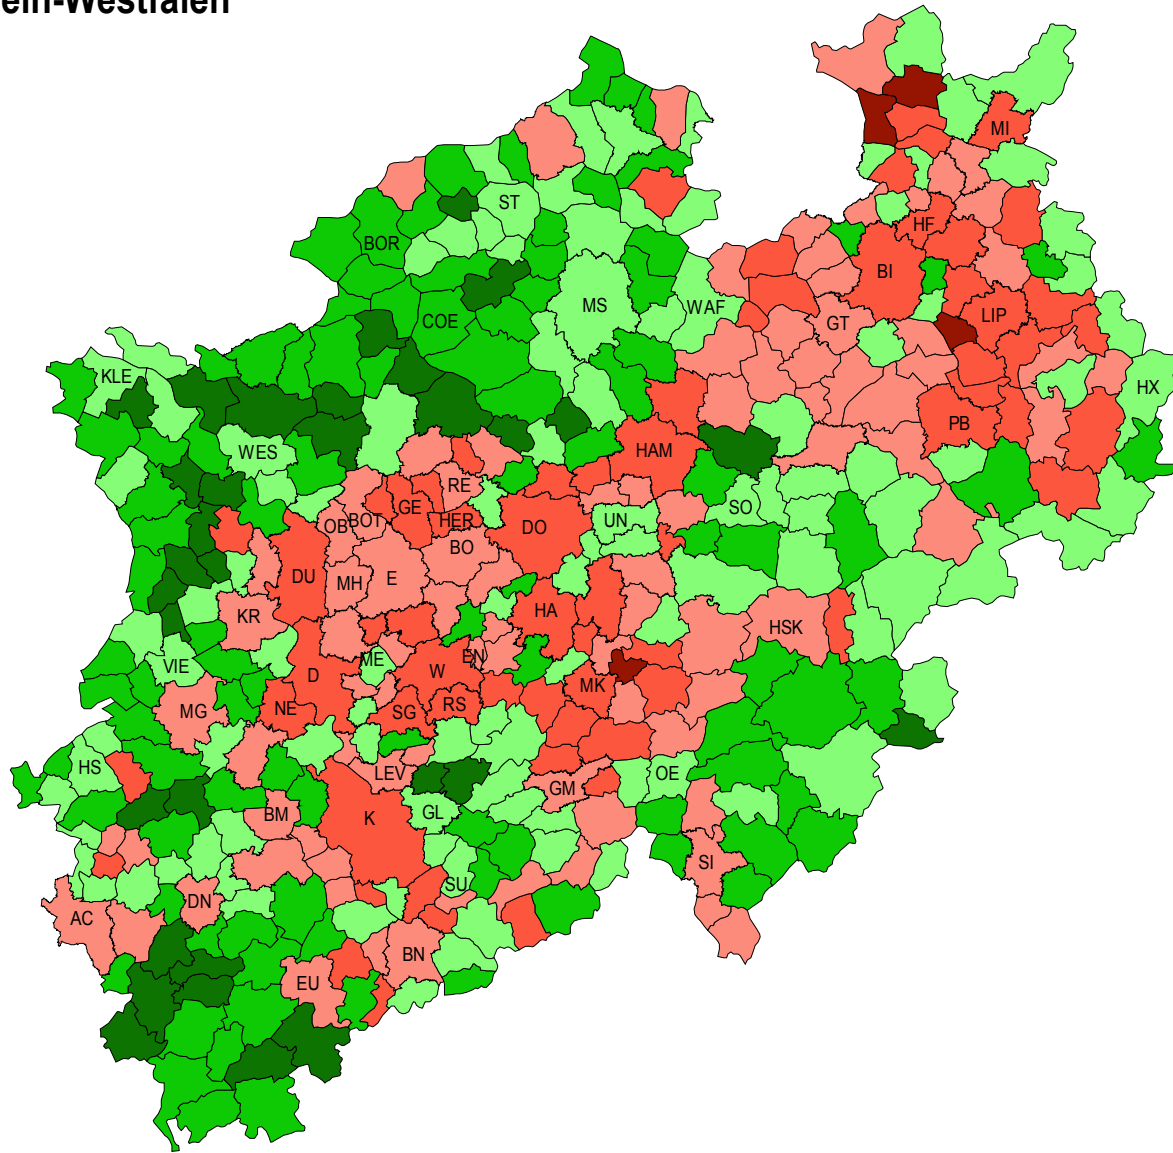 ein-Westfalen
MI
ST
HF
BOR
BI
MS
WAF
LIP
COE
GT
KLE
HX
PB
WES
HAM
RE
GE
SO
OB
BOT
HER
UN
DO
BO
DU
MH
E
HA
KR
HSK
ME
EN
VIE
W
D
MK
RS
MG
NE
SG
HS
LEV
OE
GM
BM
GL
K
SI
SU
DN
AC
BN
EU